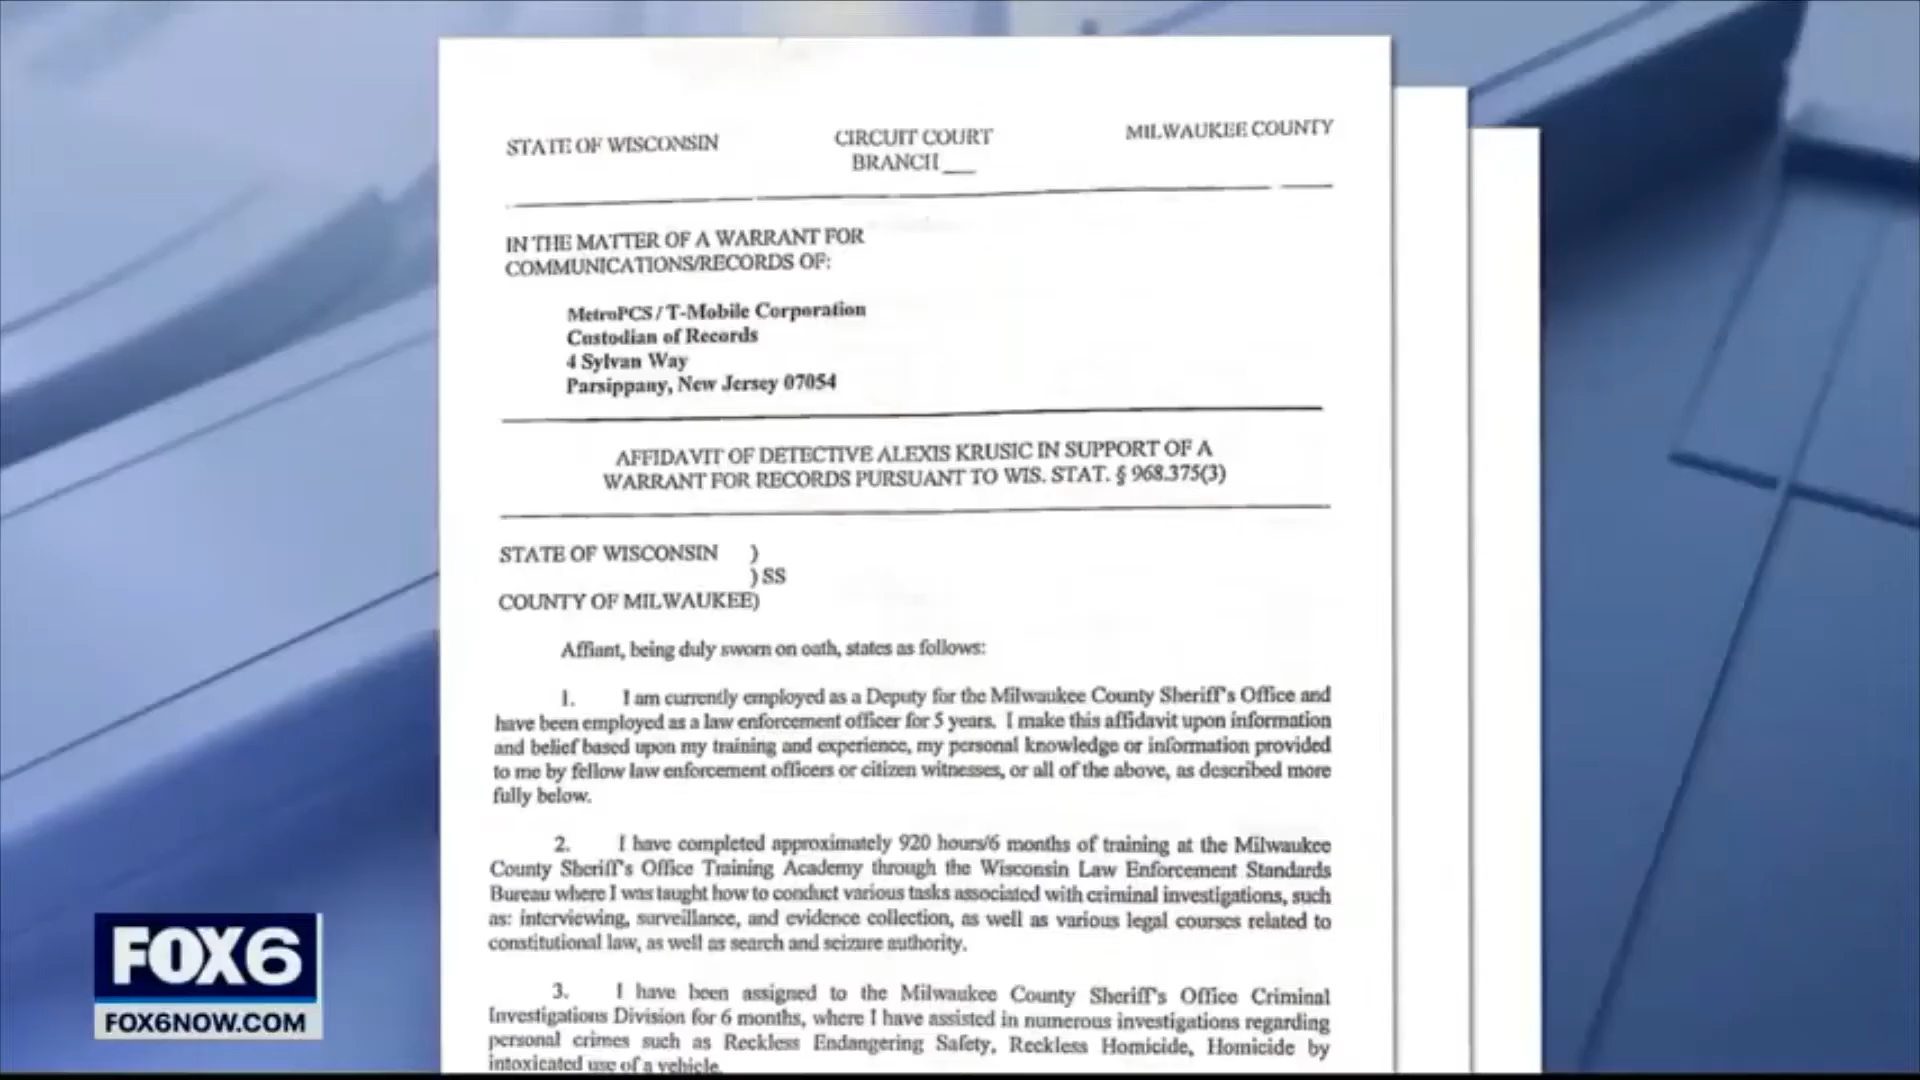 STATE OF WISCONSIN CIRCUIT COURT MILWAUKEE COUNTY
BRANCH___
IN THE MATTER OF A WARRANT FOR
COMMUNICATIONS/RECORDS OF:
MetroPCS / T-Mobile Corporation
Custodian of Records
4 Sylvan Way
Parsippany, New Jersey 07054
AFFIDAVIT OF DETECTIVE ALEXIS KRUSIC IN SUPPORT OF A
WARRANT FOR RECORDS PURSUANT TO WIS. STAT. § 968.375(3)
STATE OF WISCONSIN )
) SS
COUNTY OF MILWAUKEE)
Affiant, being duly sworn on oath, states as follows:
1. I am currently employed as a Deputy for the Milwaukee County Sheriff's Office and
have been employed as a law enforcement officer for 5 years. I make this affidavit upon information
and belief based upon my training and experience, my personal knowledge or information provided
to me by fellow law enforcement officers or citizen witnesses, or all of the above, as described more
fully below.
2. I have completed approximately 920 hours/6 months of training at the Milwaukee
County Sheriff's Office Training Academy through the Wisconsin Law Enforcement Standards
Bureau where I was taught how to conduct various tasks associated with criminal investigations, such
as: interviewing, surveillance, and evidence collection, as well as various legal courses related to
constitutional law, as well as search and seizure authority.
3. I have been assigned to the Milwaukee County Sheriff's Office Criminal
Investigations Division for 6 months, where I have assisted in numerous investigations regarding
personal crimes such as Reckless Endangering Safety, Reckless Homicide, Homicide by
intoxicated use of a vehicle.
FOX6
FOX6NOW.COM